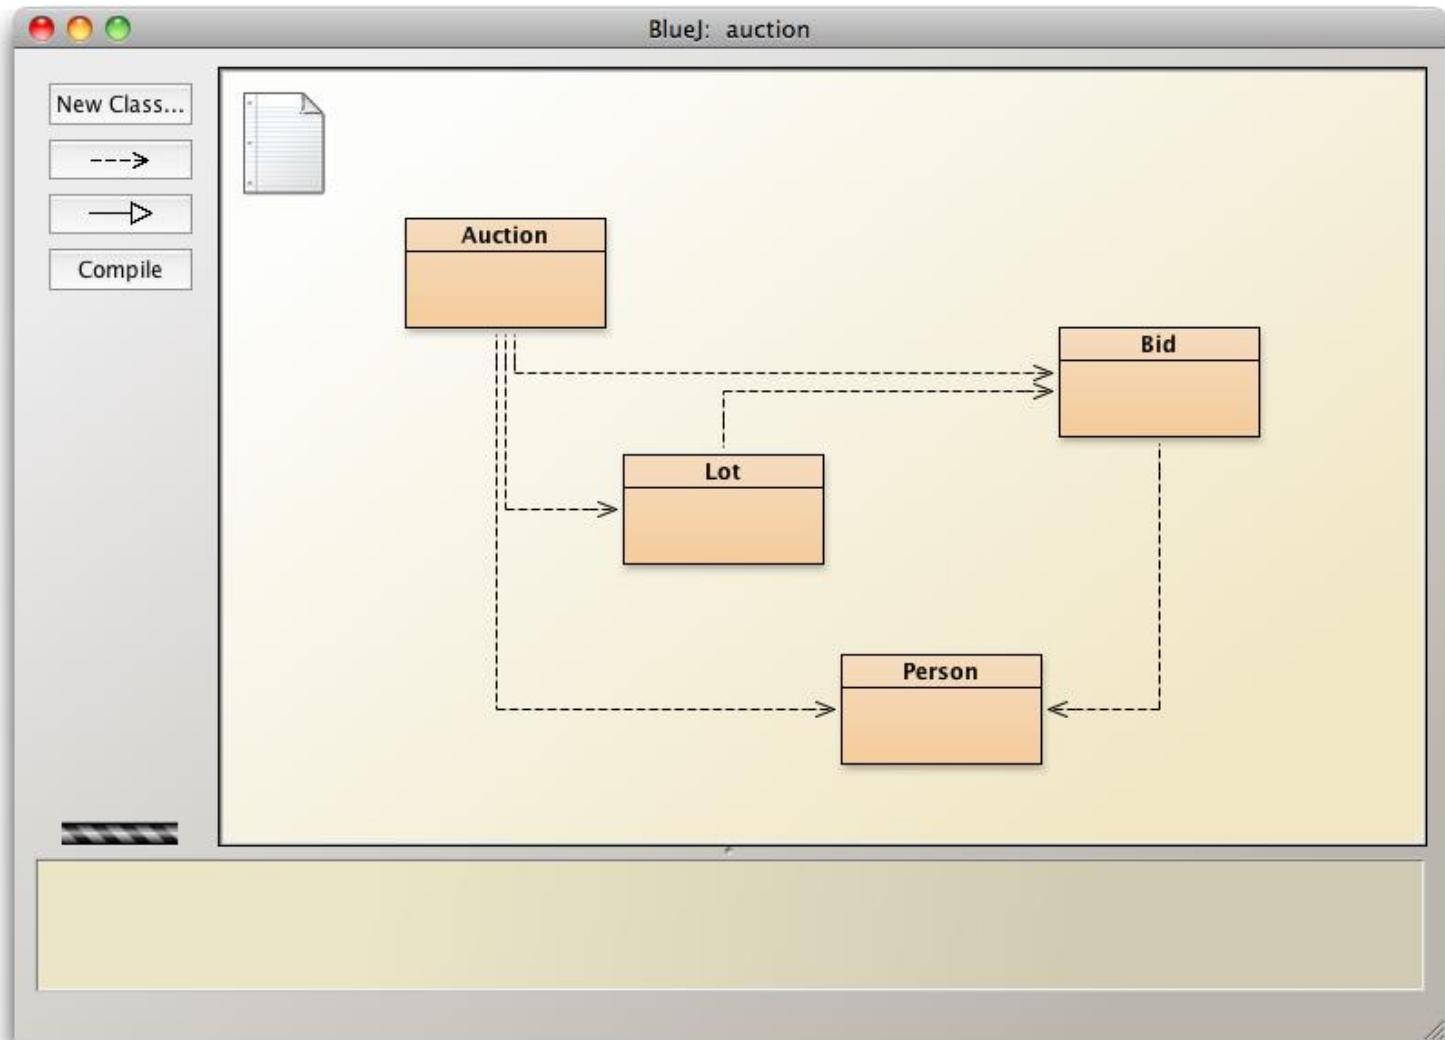 BlueJ: auction
New Class...
Compile
Auction
Bid
Lot
Person